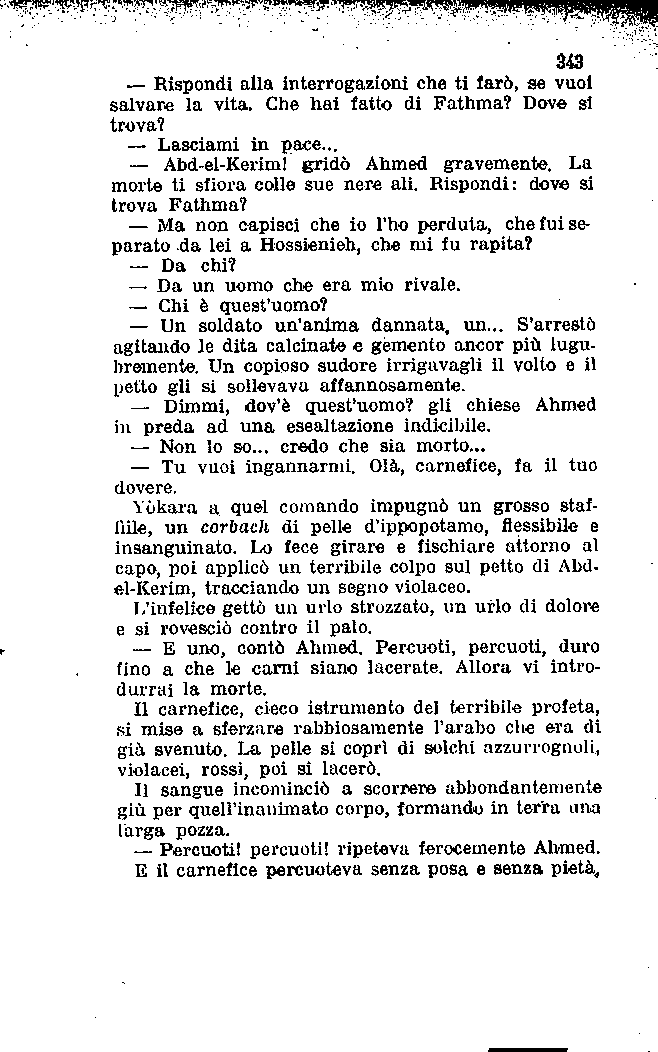 343
— Rispondi alla interrogazioni che ti farò, se vuoi
salvare la vita. Che hai fatto di Fathma? Dove si
trova?
— Lasciami in pace...
— Abd-el-Kerim! gridò Ahmed gravemente. La
morte ti sfiora colle sue nere ali. Rispondi: dove si
trova Fathma?
— Ma non capisci che io l'ho perduta, che fui se-
parato da lei a Hossienieh, che mi fu rapita?
— Da chi?
— Da un uomo che era mio rivale.
— Chi è quest'uomo?
— Un soldato un'anima dannata, un... S'arrestò
agitando le dita calcinate e gemento ancor più lugu-
bremente. Un copioso sudore irrigavagli il volto e il
petto gli si sollevava affannosamente.
— Dimmi, dov'è quest'uomo? gli chiese Ahmed
in preda ad una esealtazione indicibile.
— Non lo so... credo che sia morto...
— Tu vuoi ingannarmi. Olà, carnefice, fa il tuo
dovere.
Yökara a quel comando impugnò un grosso staf-
file, un corbach di pelle d'ippopotamo, flessibile e
insanguinato. Lo fece girare e fischiare attorno al
capo, poi applicò un terribile colpo sul petto di Abd-
el-Kerim, tracciando un segno violaceo.
L'infelice gettò un urlo strozzato, un urlo di dolore
e si rovesciò contro il palo.
— E uno, contò Ahmed. Percuoti, percuoti, duro
fino a che le carni siano lacerate. Allora vi intro-
durrai la morte.
Il carnefice, cieco istrumento del terribile profeta,
si mise a sferzare rabbiosamente l'arabo che era di
già svenuto. La pelle si coprì di solchi azzurrognoli,
violacei, rossi, poi si lacerò.
Il sangue incominciò a scorrere abbondantemente
giù per quell'inanimato corpo, formando in terra una
larga pozza.
— Percuoti! percuoti! ripeteva ferocemente Ahmed.
E il carnefice percuoteva senza posa e senza pietà,